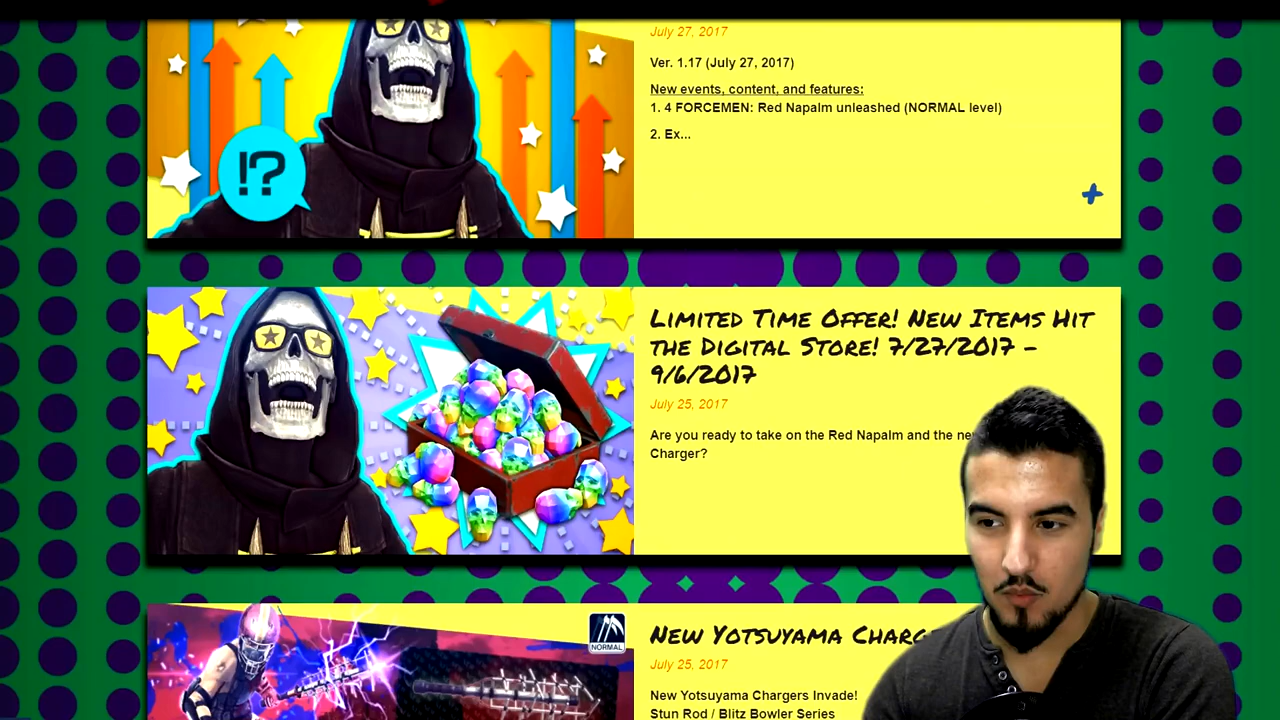 July 27, 2017
Ver. 1.17 (July 27, 2017)
New events, content, and features:
1. 4 FORCEMEN: Red Napalm unleashed (NORMAL level)
2. Ex...
!?
Limited Time Offer! New Items Hit
the Digital Store! 7/27/2017 -
9/6/2017
July 25, 2017
Are you ready to take on the Red Napalm and the
Charger?
NORMAL
New Yotsuyama
July 25, 2017
New Yotsuyama Chargers Invade!
Stun Rod / Blitz Bowler Series